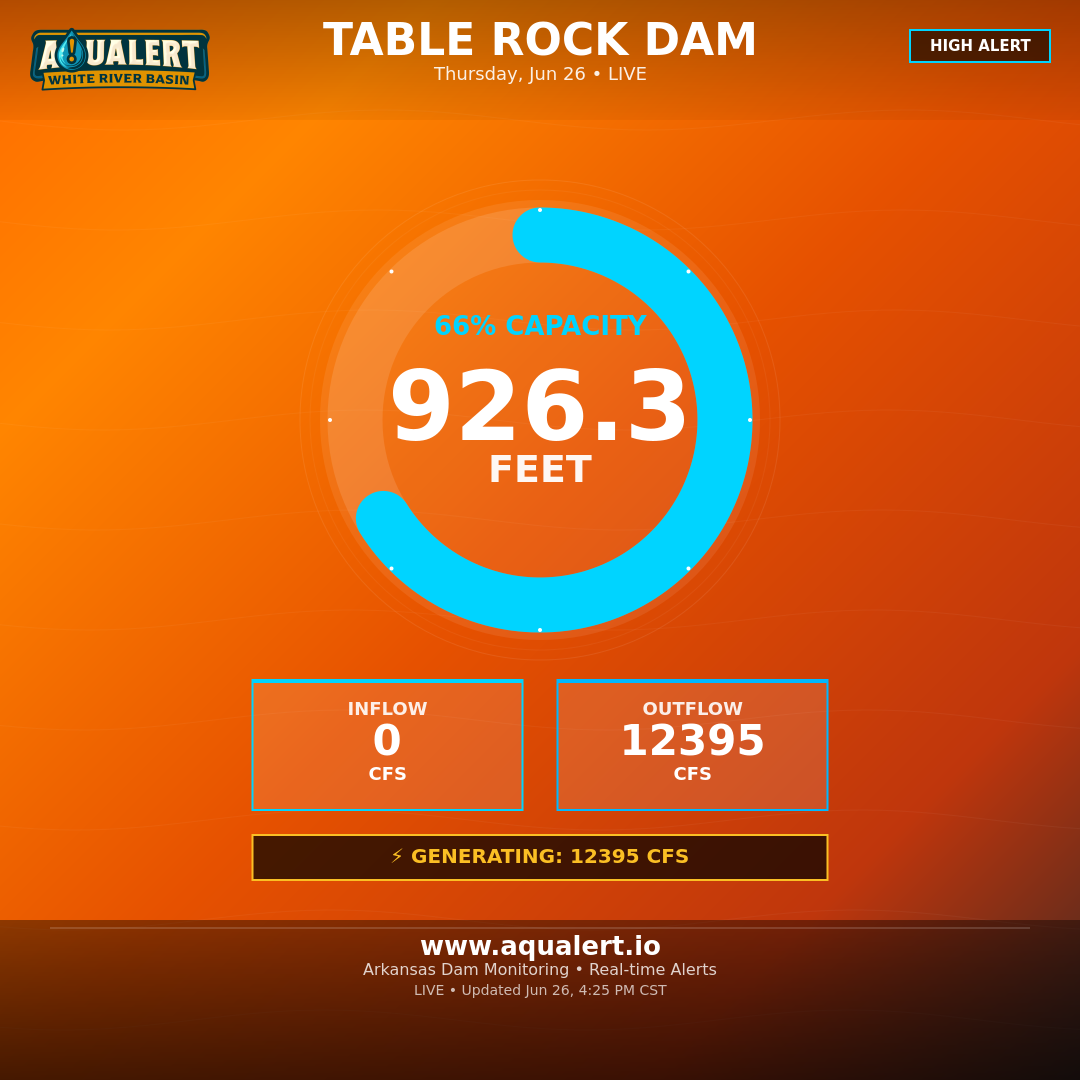 AQUALERT
WHITE RIVER BASIN
TABLE ROCK DAM
Thursday, Jun 26 • LIVE
HIGH ALERT
66% CAPACITY
926.3
FEET
INFLOW
0
CFS
OUTFLOW
12395
CFS
⚡ GENERATING: 12395 CFS
www.aqualert.io
Arkansas Dam Monitoring • Real-time Alerts
LIVE • Updated Jun 26, 4:25 PM CST